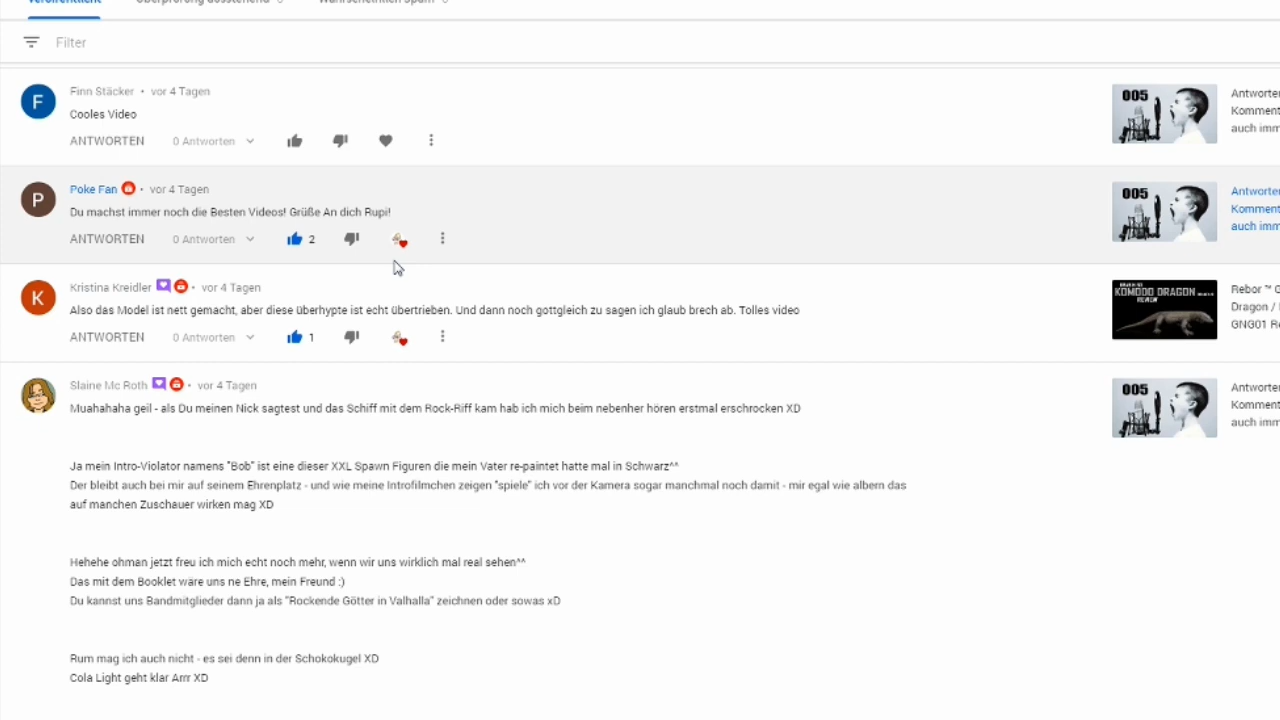 Veröffentlicht Überprüfung ausstehend 0 Wahrscheinlich Spam 0
Filter
F
Finn Stäcker • vor 4 Tagen
Cooles Video
ANTWORTEN 0 Antworten
005
Antworten
Komment
auch imm
P
Poke Fan • vor 4 Tagen
Du machst immer noch die Besten Videos! Grüße An dich Rupi!
ANTWORTEN 0 Antworten 2
005
Antworten
Komment
auch imm
K
Kristina Kreidler • vor 4 Tagen
Also das Model ist nett gemacht, aber diese überhypte ist echt übertrieben. Und dann noch gottgleich zu sagen ich glaub brech ab. Tolles video
ANTWORTEN 0 Antworten 1
KOMODO DRAGON
REBOR
Rebor ™ G
Dragon /
GNG01 Re
Slaine Mc Roth • vor 4 Tagen
Muahahaha geil - als Du meinen Nick sagtest und das Schiff mit dem Rock-Riff kam hab ich mich beim nebenher hören erstmal erschrocken XD
005
Antworten
Komment
auch imm
Ja mein Intro-Violator namens "Bob" ist eine dieser XXL Spawn Figuren die mein Vater re-paintet hatte mal in Schwarz^^
Der bleibt auch bei mir auf seinem Ehrenplatz - und wie meine Introfilmchen zeigen "spiele" ich vor der Kamera sogar manchmal noch damit - mir egal wie albern das
auf manchen Zuschauer wirken mag XD
Hehehe ohman jetzt freu ich mich echt noch mehr, wenn wir uns wirklich mal real sehen^^
Das mit dem Booklet wäre uns ne Ehre, mein Freund :)
Du kannst uns Bandmitglieder dann ja als "Rockende Götter in Valhalla" zeichnen oder sowas xD
Rum mag ich auch nicht - es sei denn in der Schokokugel XD
Cola Light geht klar Arrr XD